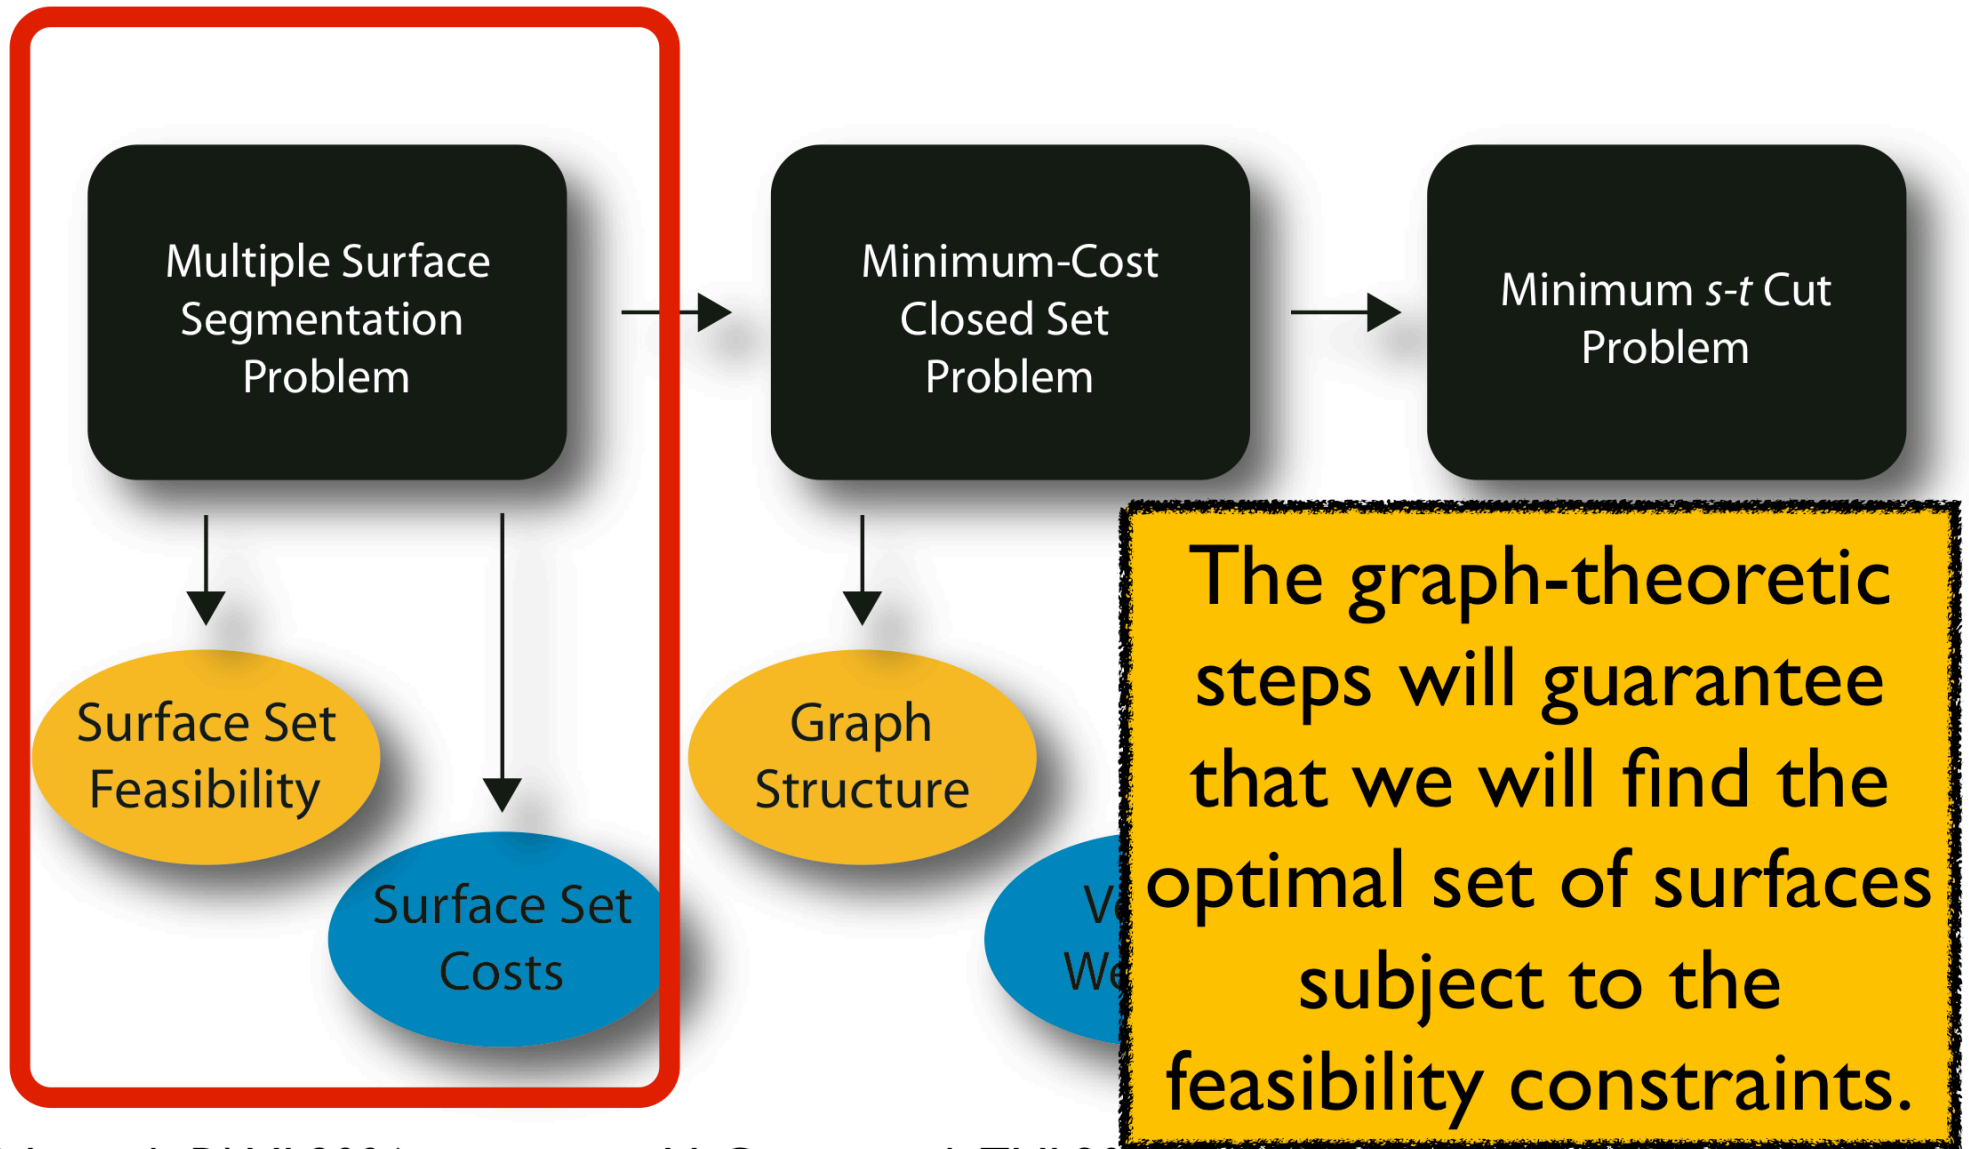 Multiple Surface
Segmentation
Problem
Minimum-Cost
Closed Set
Problem
Minimum s-t Cut
Problem
Surface Set
Feasibility
Surface Set
Costs
Graph
Structure
The graph-theoretic
steps will guarantee
that we will find the
optimal set of surfaces
subject to the
feasibility constraints.